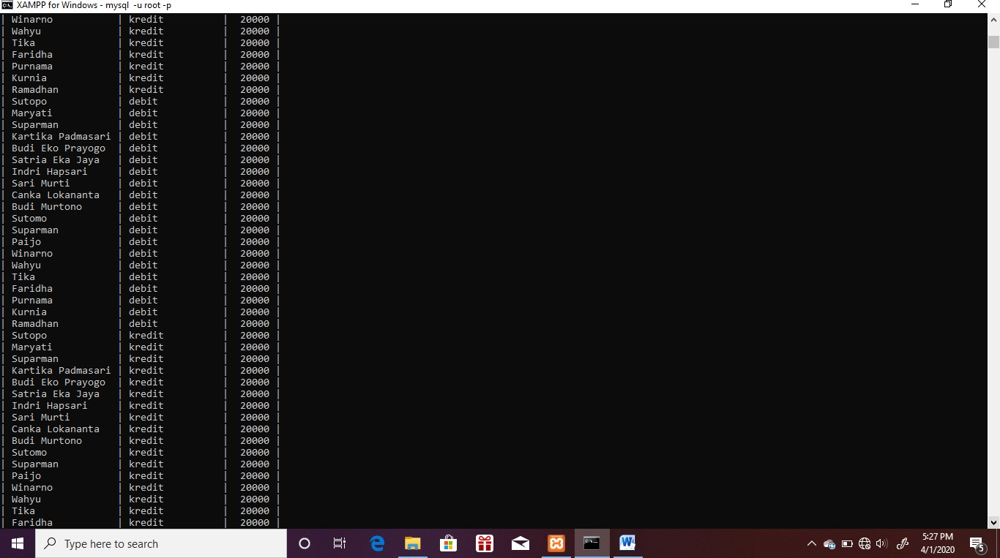 XAMPP for Windows - mysql -u root -p
| Winarno | kredit | 20000 |
| Wahyu | kredit | 20000 |
| Tika | kredit | 20000 |
| Faridha | kredit | 20000 |
| Purnama | kredit | 20000 |
| Kurnia | kredit | 20000 |
| Ramadhan | kredit | 20000 |
| Sutopo | debit | 20000 |
| Maryati | debit | 20000 |
| Suparman | debit | 20000 |
| Kartika Padmasari | debit | 20000 |
| Budi Eko Prayogo | debit | 20000 |
| Satria Eka Jaya | debit | 20000 |
| Indri Hapsari | debit | 20000 |
| Sari Murti | debit | 20000 |
| Canka Lokananta | debit | 20000 |
| Budi Murtono | debit | 20000 |
| Sutomo | debit | 20000 |
| Suparman | debit | 20000 |
| Paijo | debit | 20000 |
| Winarno | debit | 20000 |
| Wahyu | debit | 20000 |
| Tika | debit | 20000 |
| Faridha | debit | 20000 |
| Purnama | debit | 20000 |
| Kurnia | debit | 20000 |
| Ramadhan | debit | 20000 |
| Sutopo | kredit | 20000 |
| Maryati | kredit | 20000 |
| Suparman | kredit | 20000 |
| Kartika Padmasari | kredit | 20000 |
| Budi Eko Prayogo | kredit | 20000 |
| Satria Eka Jaya | kredit | 20000 |
| Indri Hapsari | kredit | 20000 |
| Sari Murti | kredit | 20000 |
| Canka Lokananta | kredit | 20000 |
| Budi Murtono | kredit | 20000 |
| Sutomo | kredit | 20000 |
| Suparman | kredit | 20000 |
| Paijo | kredit | 20000 |
| Winarno | kredit | 20000 |
| Wahyu | kredit | 20000 |
| Tika | kredit | 20000 |
| Faridha | kredit | 20000 |
Type here to search
5:27 PM
4/1/2020
5